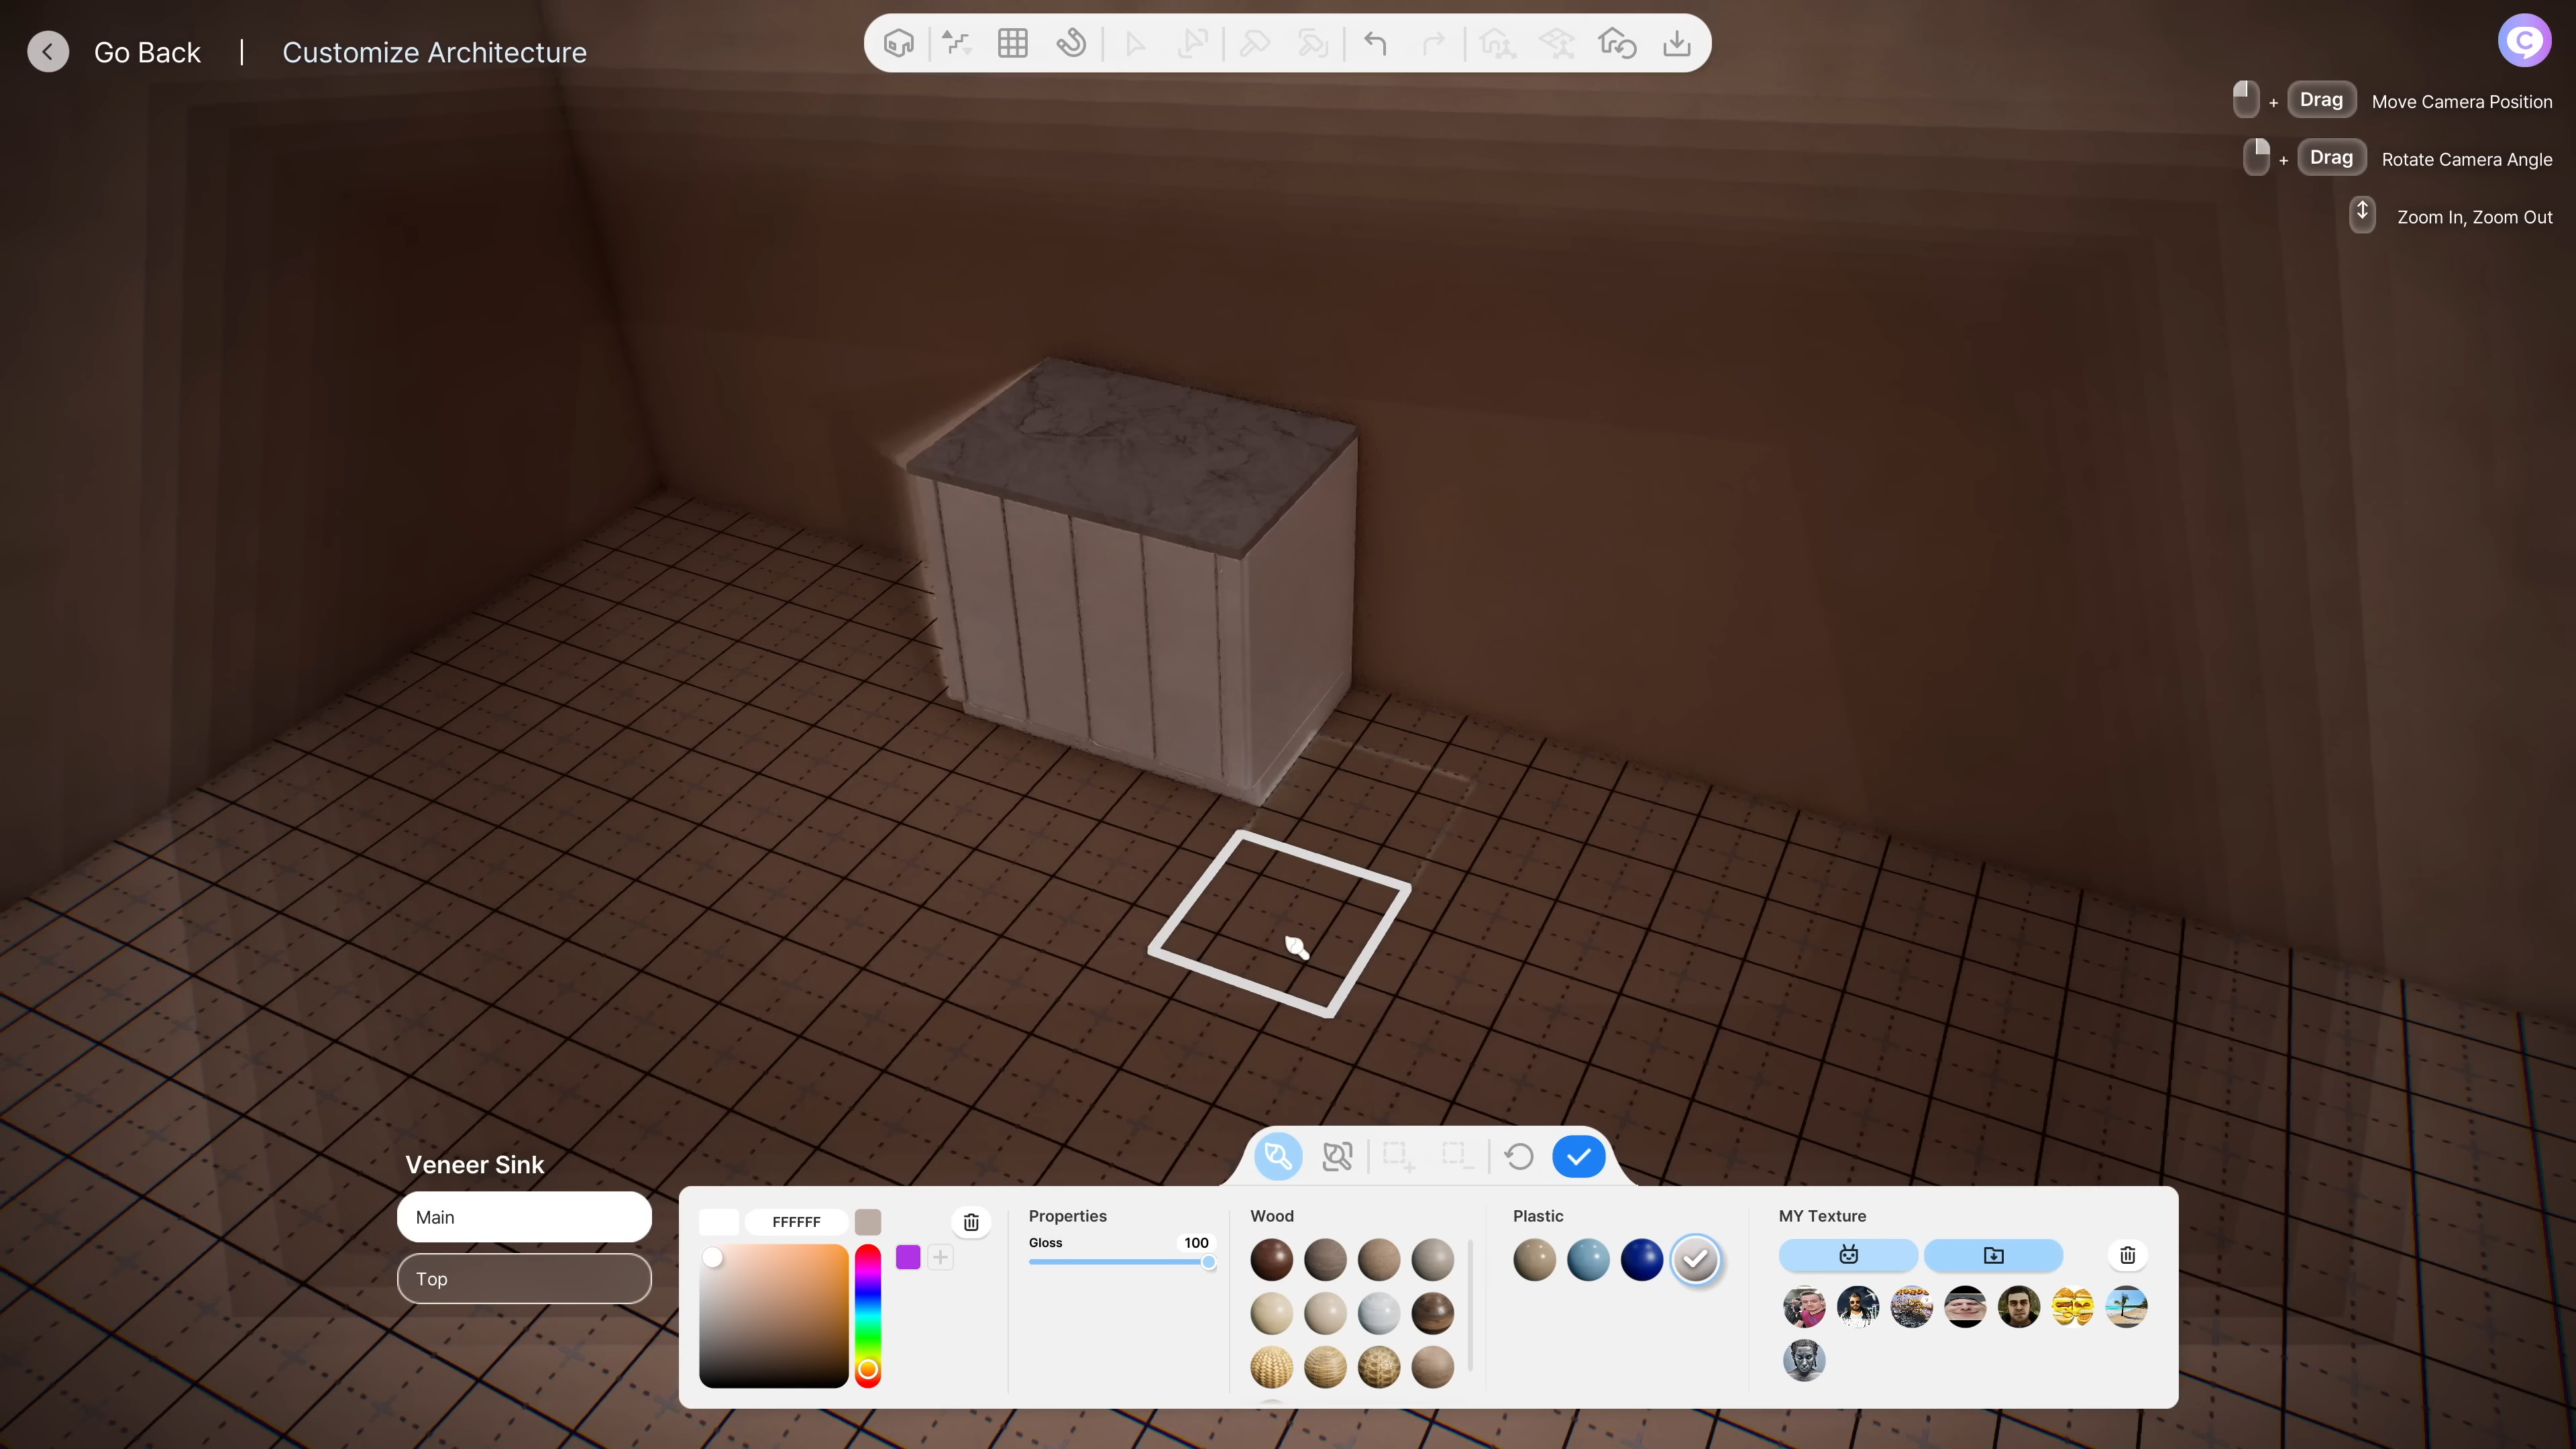 Go Back | Customize Architecture
Drag Move Camera Position
Drag Rotate Camera Angle
Zoom In, Zoom Out
Veneer Sink
Main
Top
FFFFFF
Properties
Gloss 100
Wood
Plastic
MY Texture